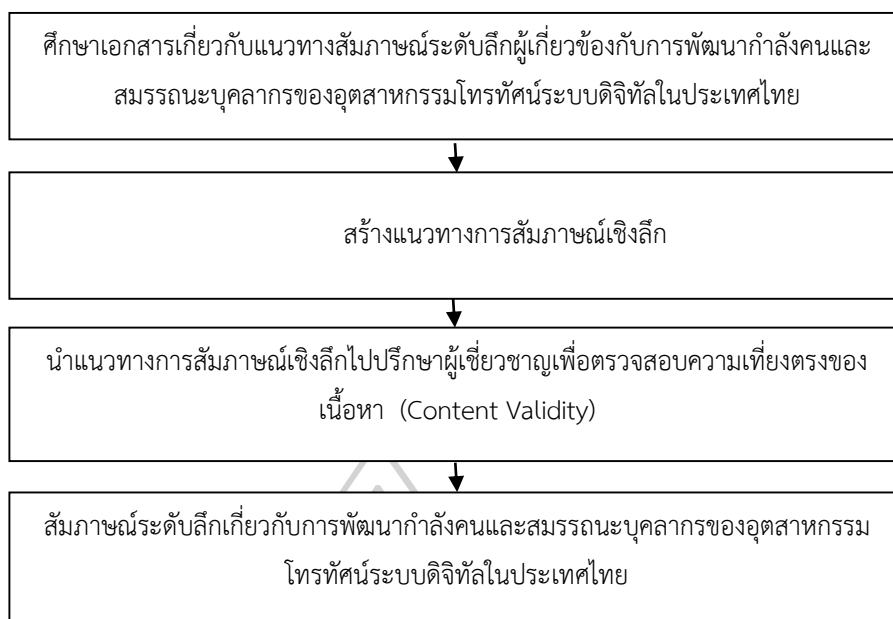 ศึกษาเอกสารเกี่ยวกับแนวทางสัมภาษณ์ระดับลึกผู้เกี่ยวข้องกับการพัฒนากำลังคนและ
สมรรถนะบุคลากรของอุตสาหกรรมโทรทัศน์ระบบดิจิทัลในประเทศไทย
สร้างแนวทางการสัมภาษณ์เชิงลึก
นำแนวทางการสัมภาษณ์เชิงลึกไปปรึกษาผู้เชี่ยวชาญเพื่อตรวจสอบความเที่ยงตรงของ
เนื้อหา (Content Validity)
สัมภาษณ์ระดับลึกเกี่ยวกับการพัฒนากำลังคนและสมรรถนะบุคลากรของอุตสาหกรรม
โทรทัศน์ระบบดิจิทัลในประเทศไทย